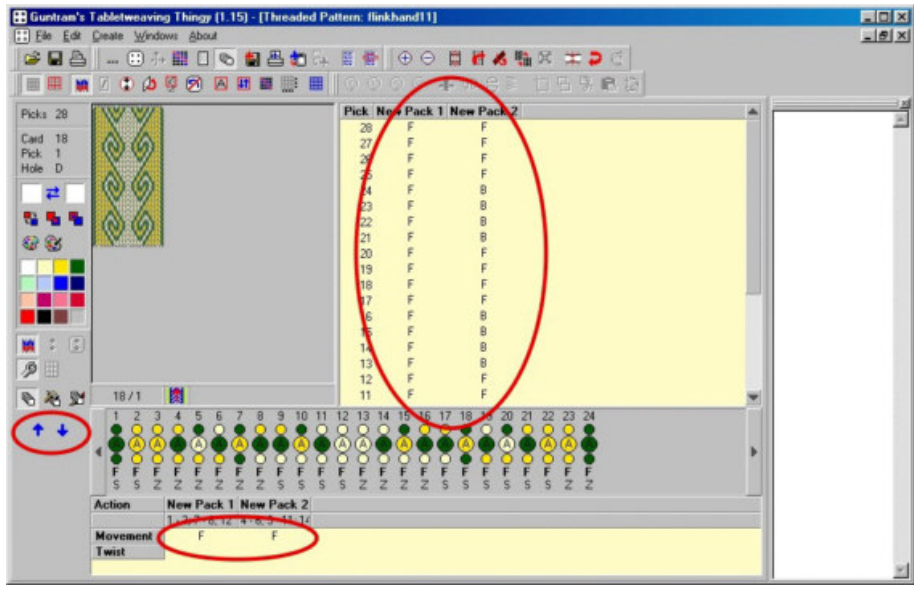 Guntram's Tabletweaving Thingy (1.15) - [Threaded Pattern: flinkhand11]
File Edit Create Windows About
Picks 28
Card 18
Pick 1
Hole D
Pick New Pack 1 New Pack 2
28 F F
27 F F
26 F F
25 F F
24 F B
23 F B
22 F B
21 F B
20 F F
19 F F
18 F F
17 F F
16 F B
15 F B
14 F B
13 F B
12 F F
11 F F
18/1
1 2 3 4 5 6 7 8 9 10 11 12 13 14 15 16 17 18 19 20 21 22 23 24
F F F F F F F F F F F F F F F F F F F F F F F F
S S Z Z Z Z Z S S S S S Z Z Z Z Z S S S S S Z Z
Action New Pack 1 New Pack 2
Movement F F
Twist